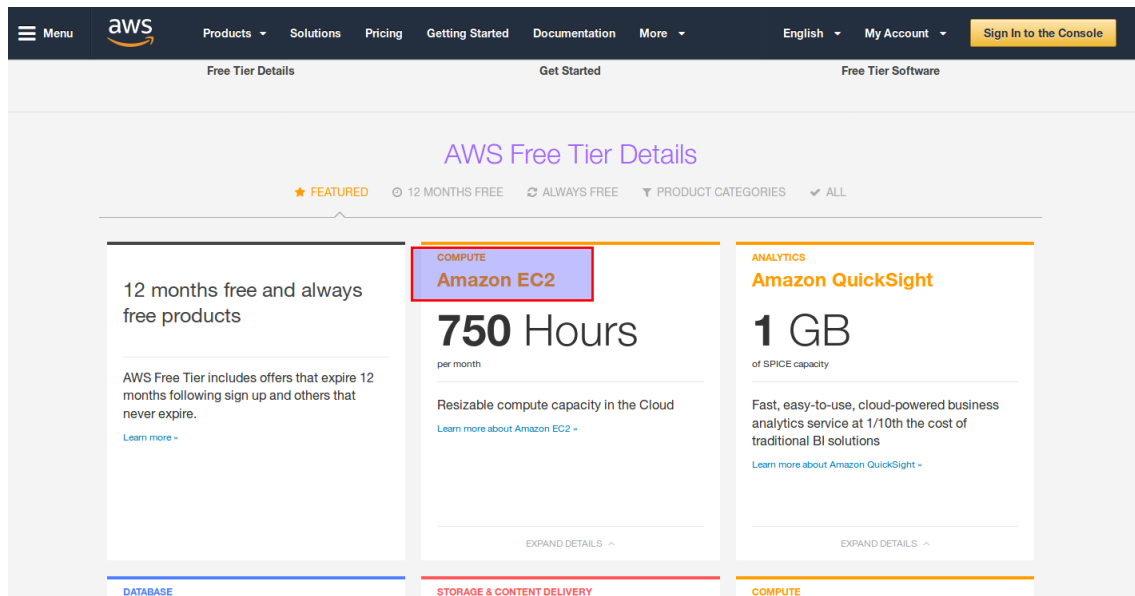 Menu
aws
Products
Solutions
Pricing
Getting Started
Documentation
More
English
My Account
Sign In to the Console
Free Tier Details
Get Started
Free Tier Software
AWS Free Tier Details
FEATURED
12 MONTHS FREE
ALWAYS FREE
PRODUCT CATEGORIES
ALL
12 months free and always
free products
AWS Free Tier includes offers that expire 12
months following sign up and others that
never expire.
Learn more »
COMPUTE
Amazon EC2
750 Hours
per month
Resizable compute capacity in the Cloud
Learn more about Amazon EC2 »
EXPAND DETAILS
ANALYTICS
Amazon QuickSight
1 GB
of SPICE capacity
Fast, easy-to-use, cloud-powered business
analytics service at 1/10th the cost of
traditional BI solutions
Learn more about Amazon QuickSight »
EXPAND DETAILS
DATABASE
STORAGE & CONTENT DELIVERY
COMPUTE